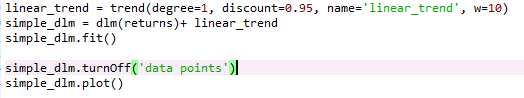 linear_trend = trend(degree=1, discount=0.95, name='linear_trend', w=10)
simple_dlm = dlm(returns)+ linear_trend
simple_dlm.fit()
simple_dlm.turnOff('data points')
simple_dlm.plot()